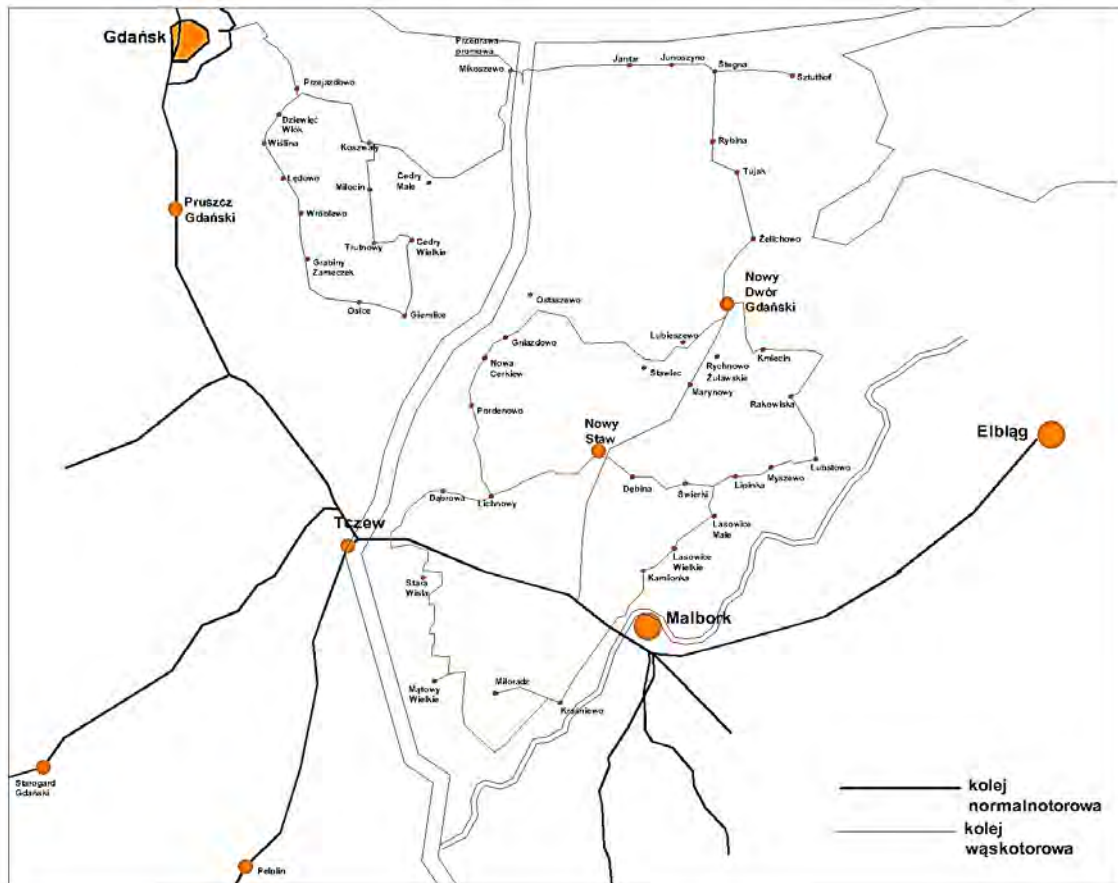 Gdańsk
Przeprawa
promowa
Mikoszewo
Jantar
Junoszyno
Stegna
Sztutthof
Przejazdowo
Dziewięć
Włók
Wiślina
Koszwały
Rybina
Lędowo
Miłocin
Cedry
Małe
Tujsk
Pruszcz
Gdański
Wrocławo
Trutnowy
Cedry
Wielkie
Żelichowo
Grabiny
Zameczek
Osice
Giemlice
Ostaszewo
Nowy
Dwór
Gdański
Gniazdowo
Lubieszewo
Nowa
Cerkiew
Stawiec
Rychnowo
Żuławskie
Kmiecin
Marynowy
Pordenowo
Rakowiska
Nowy
Staw
Elbląg
Dębina
Świerki
Lipinka
Myszewo
Lubstowo
Dąbrowa
Lichnowy
Tczew
Lasowice
Małe
Lasowice
Wielkie
Stara
Wisła
Kamionka
Malbork
Mątowy
Wielkie
Miłoradz
Kraśniewo
Starogard
Gdański
Pelplin
kolej
normalnotorowa
kolej
wąskotorowa